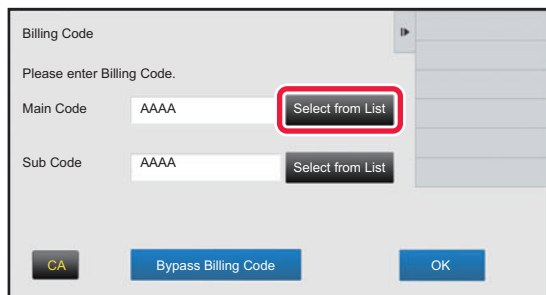 Billing Code
Please enter Billing Code.
Main Code AAAA Select from List
Sub Code AAAA Select from List
CA Bypass Billing Code OK